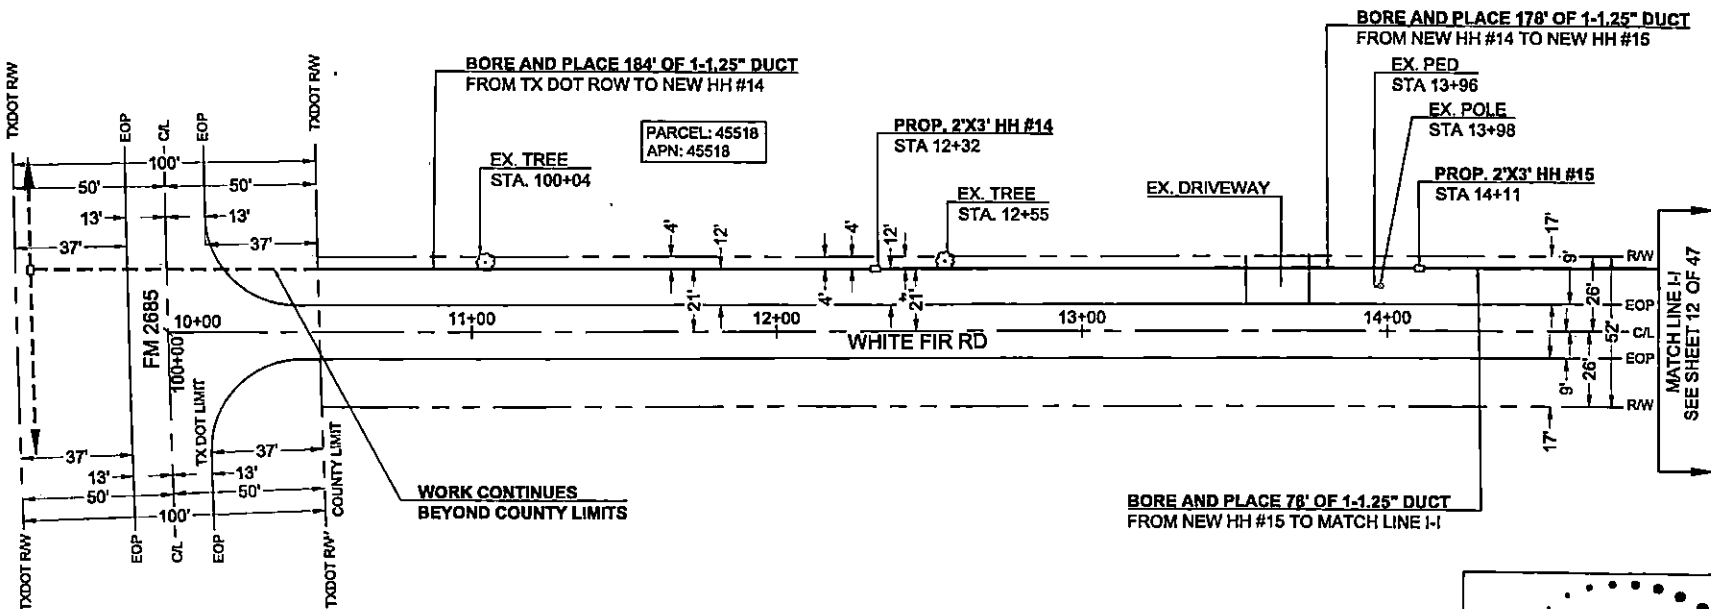 BORE AND PLACE 178' OF 1-1.25" DUCT
FROM NEW HH #14 TO NEW HH #15
BORE AND PLACE 184' OF 1-1.25" DUCT
FROM TX DOT ROW TO NEW HH #14
EX. PED
STA 13+96
EX. POLE
STA 13+98
PARCEL: 45518
APN: 45518
PROP. 2'X3' HH #14
STA 12+32
EX. TREE
STA. 100+04
EX. TREE
STA. 12+55
EX. DRIVEWAY
PROP. 2'X3' HH #15
STA 14+11
TXDOT R/W
EOP
C/L
EOP
TXDOT R/W
100'
50'
50'
13'
13'
37'
37'
4'
12'
4'
12'
17'
9'
R/W
21'
4'
4'
21'
26'
52'
EOP
FM 2685
100+00
10+00
11+00
12+00
13+00
14+00
WHITE FIR RD
C/L
EOP
9'
26'
R/W
17'
MATCH LINE I-I
SEE SHEET 12 OF 47
TX DOT LIMIT
COUNTY LIMIT
37'
37'
13'
13'
50'
50'
100'
TXDOT R/W
EOP
C/L
EOP
TXDOT R/W
WORK CONTINUES
BEYOND COUNTY LIMITS
BORE AND PLACE 76' OF 1-1.25" DUCT
FROM NEW HH #15 TO MATCH LINE I-I